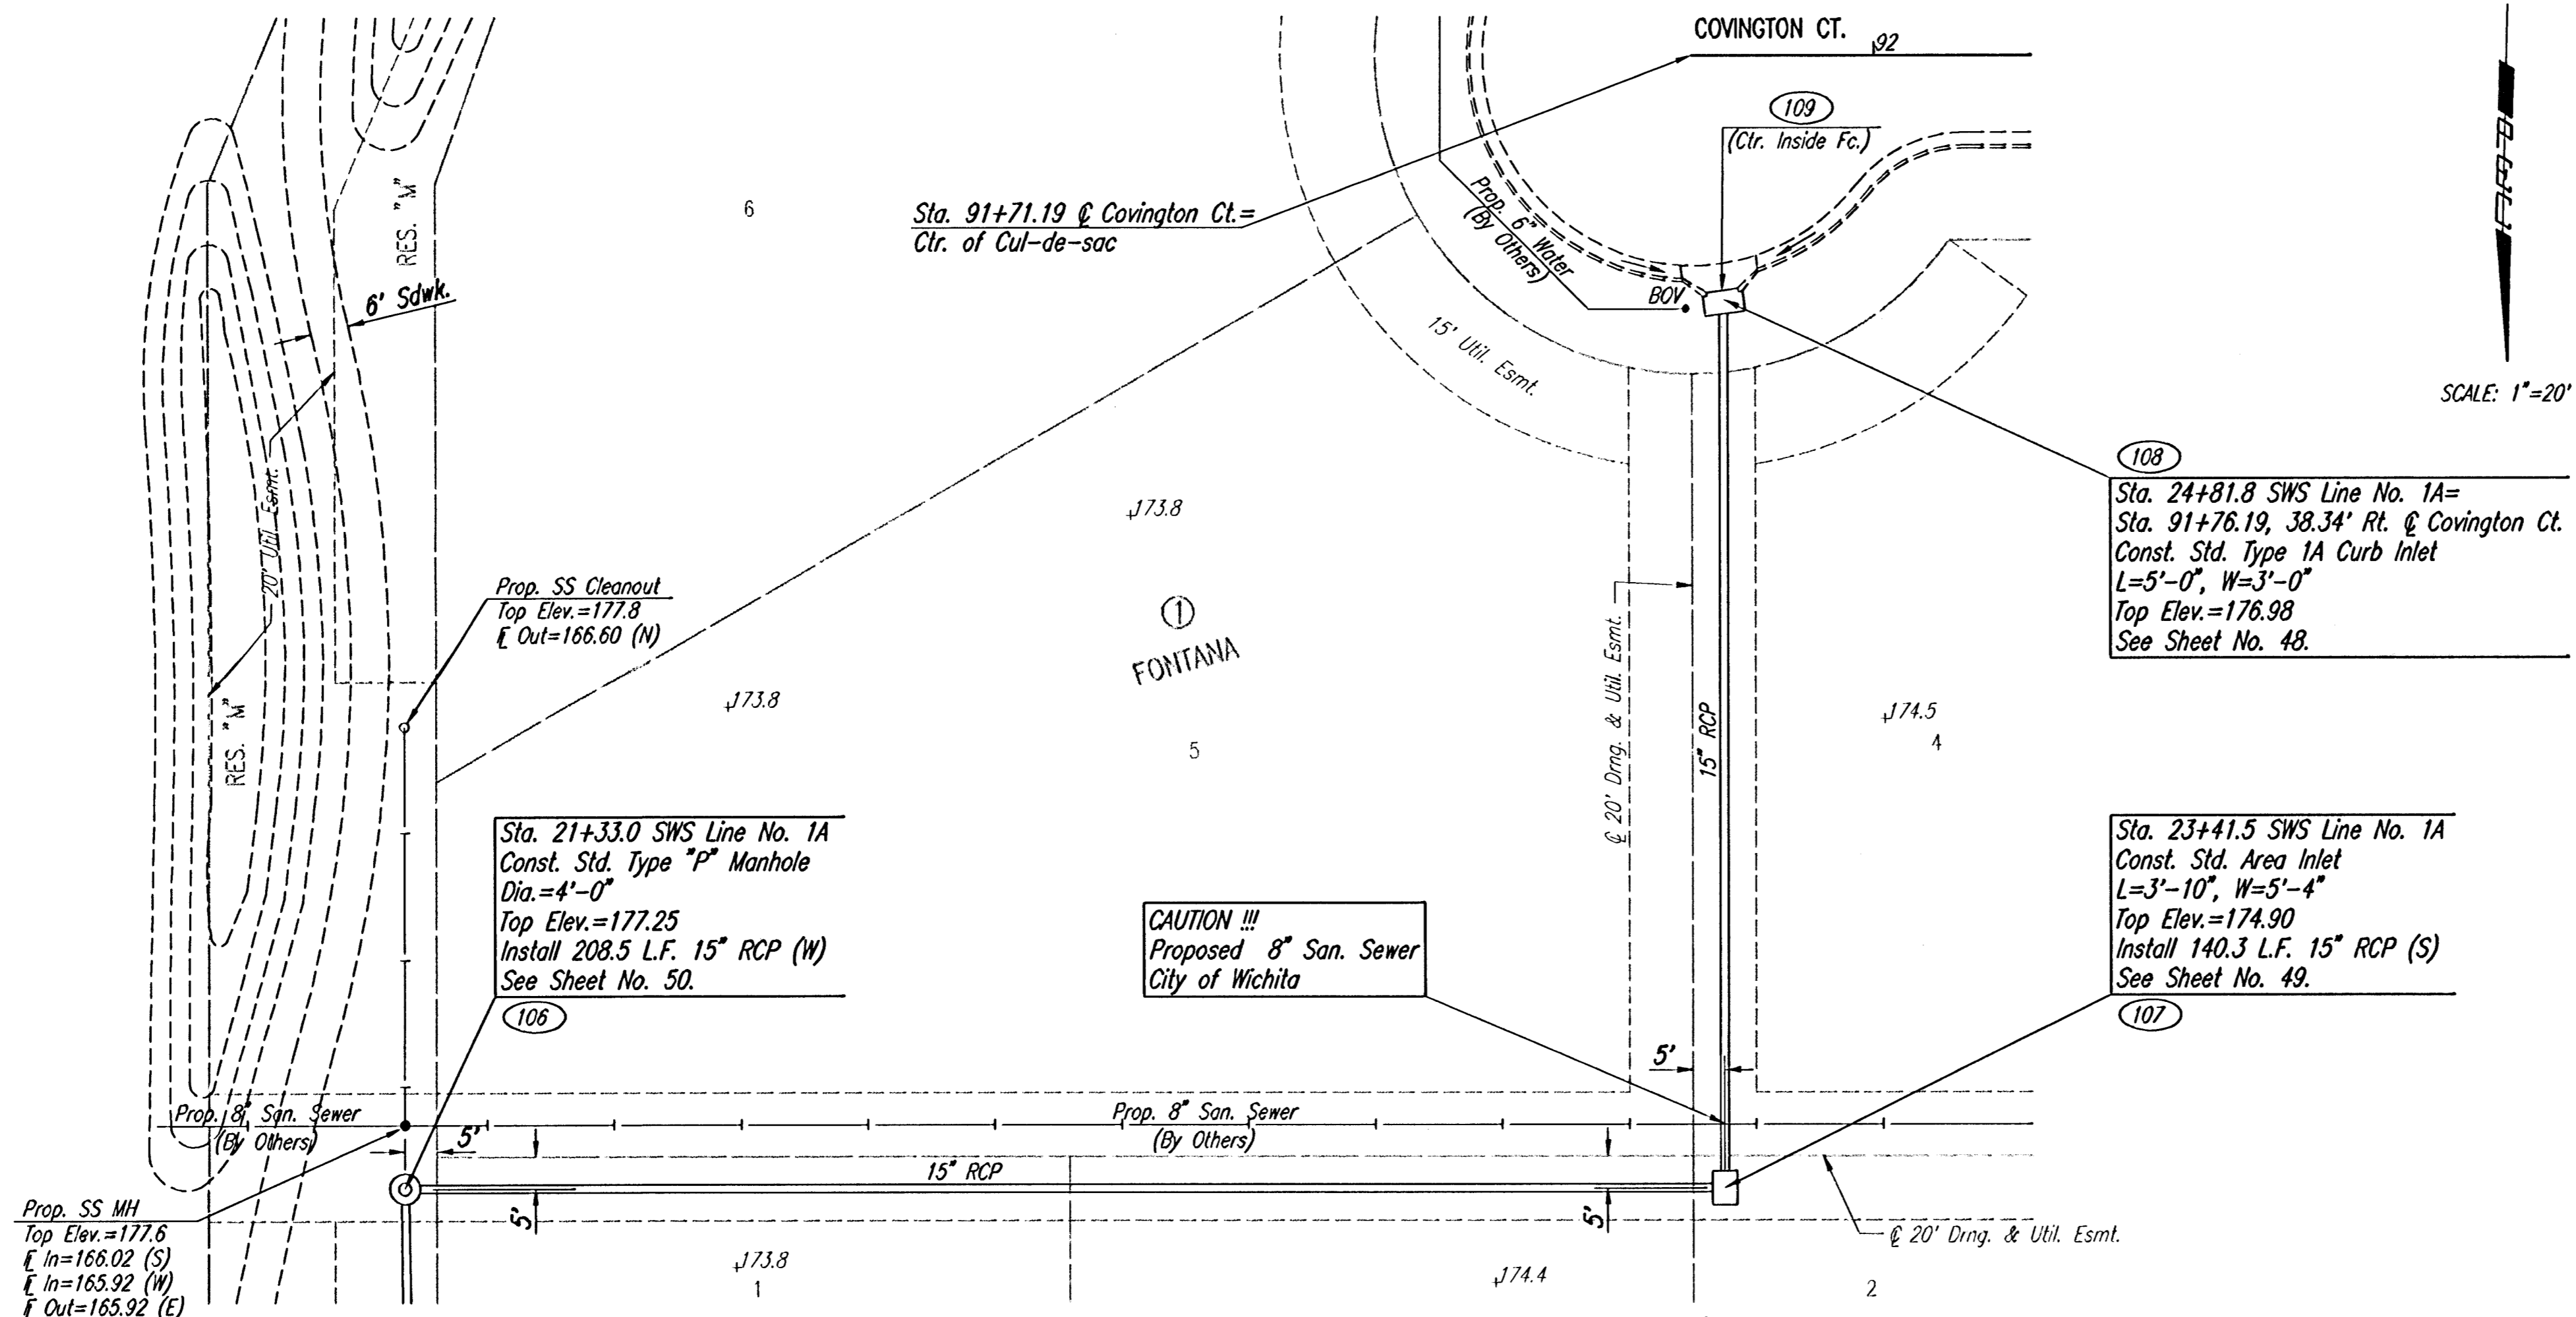 COVINGTON CT.
92
109
(Ctr. Inside Fc.)
RES. "M"
6
Sta. 91+71.19 ℄ Covington Ct.=
Ctr. of Cul-de-sac
Prop. 6" Water
(By Others)
BOV
6' Sdwk.
15' Util. Esmt.
SCALE: 1"=20'
108
Sta. 24+81.8 SWS Line No. 1A=
Sta. 91+76.19, 38.34' Rt. ℄ Covington Ct.
Const. Std. Type 1A Curb Inlet
L=5'-0", W=3'-0"
Top Elev.=176.98
See Sheet No. 48.
20' Util. Esmt.
173.8
Prop. SS Cleanout
Top Elev.=177.8
℄ Out=166.60 (N)
1
FONTANA
173.8
RES. "M"
5
℄ 20' Drng. & Util. Esmt.
15" RCP
174.5
4
Sta. 21+33.0 SWS Line No. 1A
Const. Std. Type "P" Manhole
Dia.=4'-0"
Top Elev.=177.25
Install 208.5 L.F. 15" RCP (W)
See Sheet No. 50.
106
CAUTION !!!
Proposed 8" San. Sewer
City of Wichita
Sta. 23+41.5 SWS Line No. 1A
Const. Std. Area Inlet
L=3'-10", W=5'-4"
Top Elev.=174.90
Install 140.3 L.F. 15" RCP (S)
See Sheet No. 49.
107
5'
Prop. 8" San. Sewer
(By Others)
5'
Prop. 8" San. Sewer
(By Others)
15" RCP
5'
5'
℄ 20' Drng. & Util. Esmt.
Prop. SS MH
Top Elev.=177.6
℄ In=166.02 (S)
℄ In=165.92 (W)
℄ Out=165.92 (E)
173.8
1
174.4
2